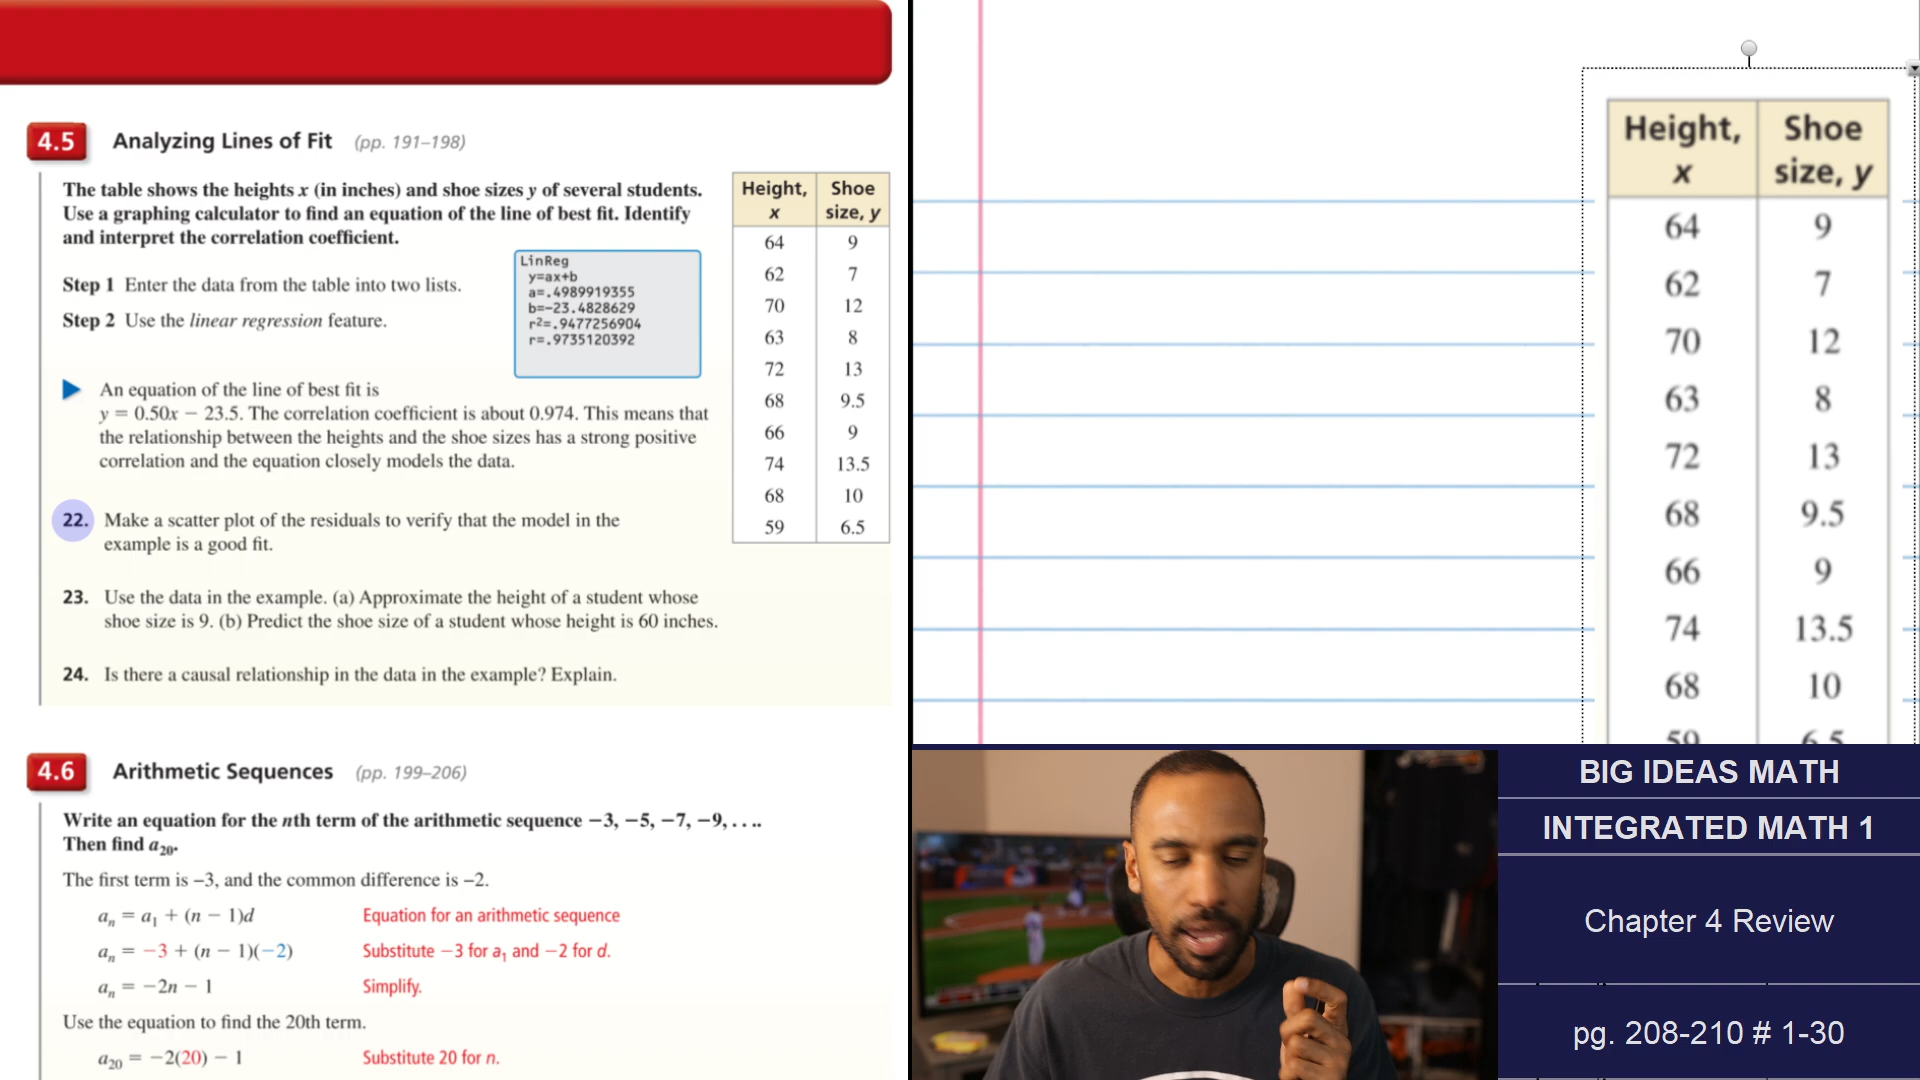 4.5 Analyzing Lines of Fit (pp. 191–198)
The table shows the heights x (in inches) and shoe sizes y of several students.
Use a graphing calculator to find an equation of the line of best fit. Identify
and interpret the correlation coefficient.
Step 1 Enter the data from the table into two lists.
Step 2 Use the linear regression feature.
LinReg
y=ax+b
a=.4989919355
b=-23.4828629
r²=.9477256904
r=.9735120392
An equation of the line of best fit is
y = 0.50x − 23.5. The correlation coefficient is about 0.974. This means that
the relationship between the heights and the shoe sizes has a strong positive
correlation and the equation closely models the data.
Height, x Shoe size, y
64 9
62 7
70 12
63 8
72 13
68 9.5
66 9
74 13.5
68 10
59 6.5
22. Make a scatter plot of the residuals to verify that the model in the
example is a good fit.
23. Use the data in the example. (a) Approximate the height of a student whose
shoe size is 9. (b) Predict the shoe size of a student whose height is 60 inches.
24. Is there a causal relationship in the data in the example? Explain.
4.6 Arithmetic Sequences (pp. 199–206)
Write an equation for the nth term of the arithmetic sequence −3, −5, −7, −9, . . ..
Then find a₂₀.
The first term is −3, and the common difference is −2.
aₙ = a₁ + (n − 1)d Equation for an arithmetic sequence
aₙ = −3 + (n − 1)(−2) Substitute −3 for a₁ and −2 for d.
aₙ = −2n − 1 Simplify.
Use the equation to find the 20th term.
a₂₀ = −2(20) − 1 Substitute 20 for n.
Height, x Shoe size, y
64 9
62 7
70 12
63 8
72 13
68 9.5
66 9
74 13.5
68 10
59 6.5
BIG IDEAS MATH
INTEGRATED MATH 1
Chapter 4 Review
pg. 208-210 # 1-30